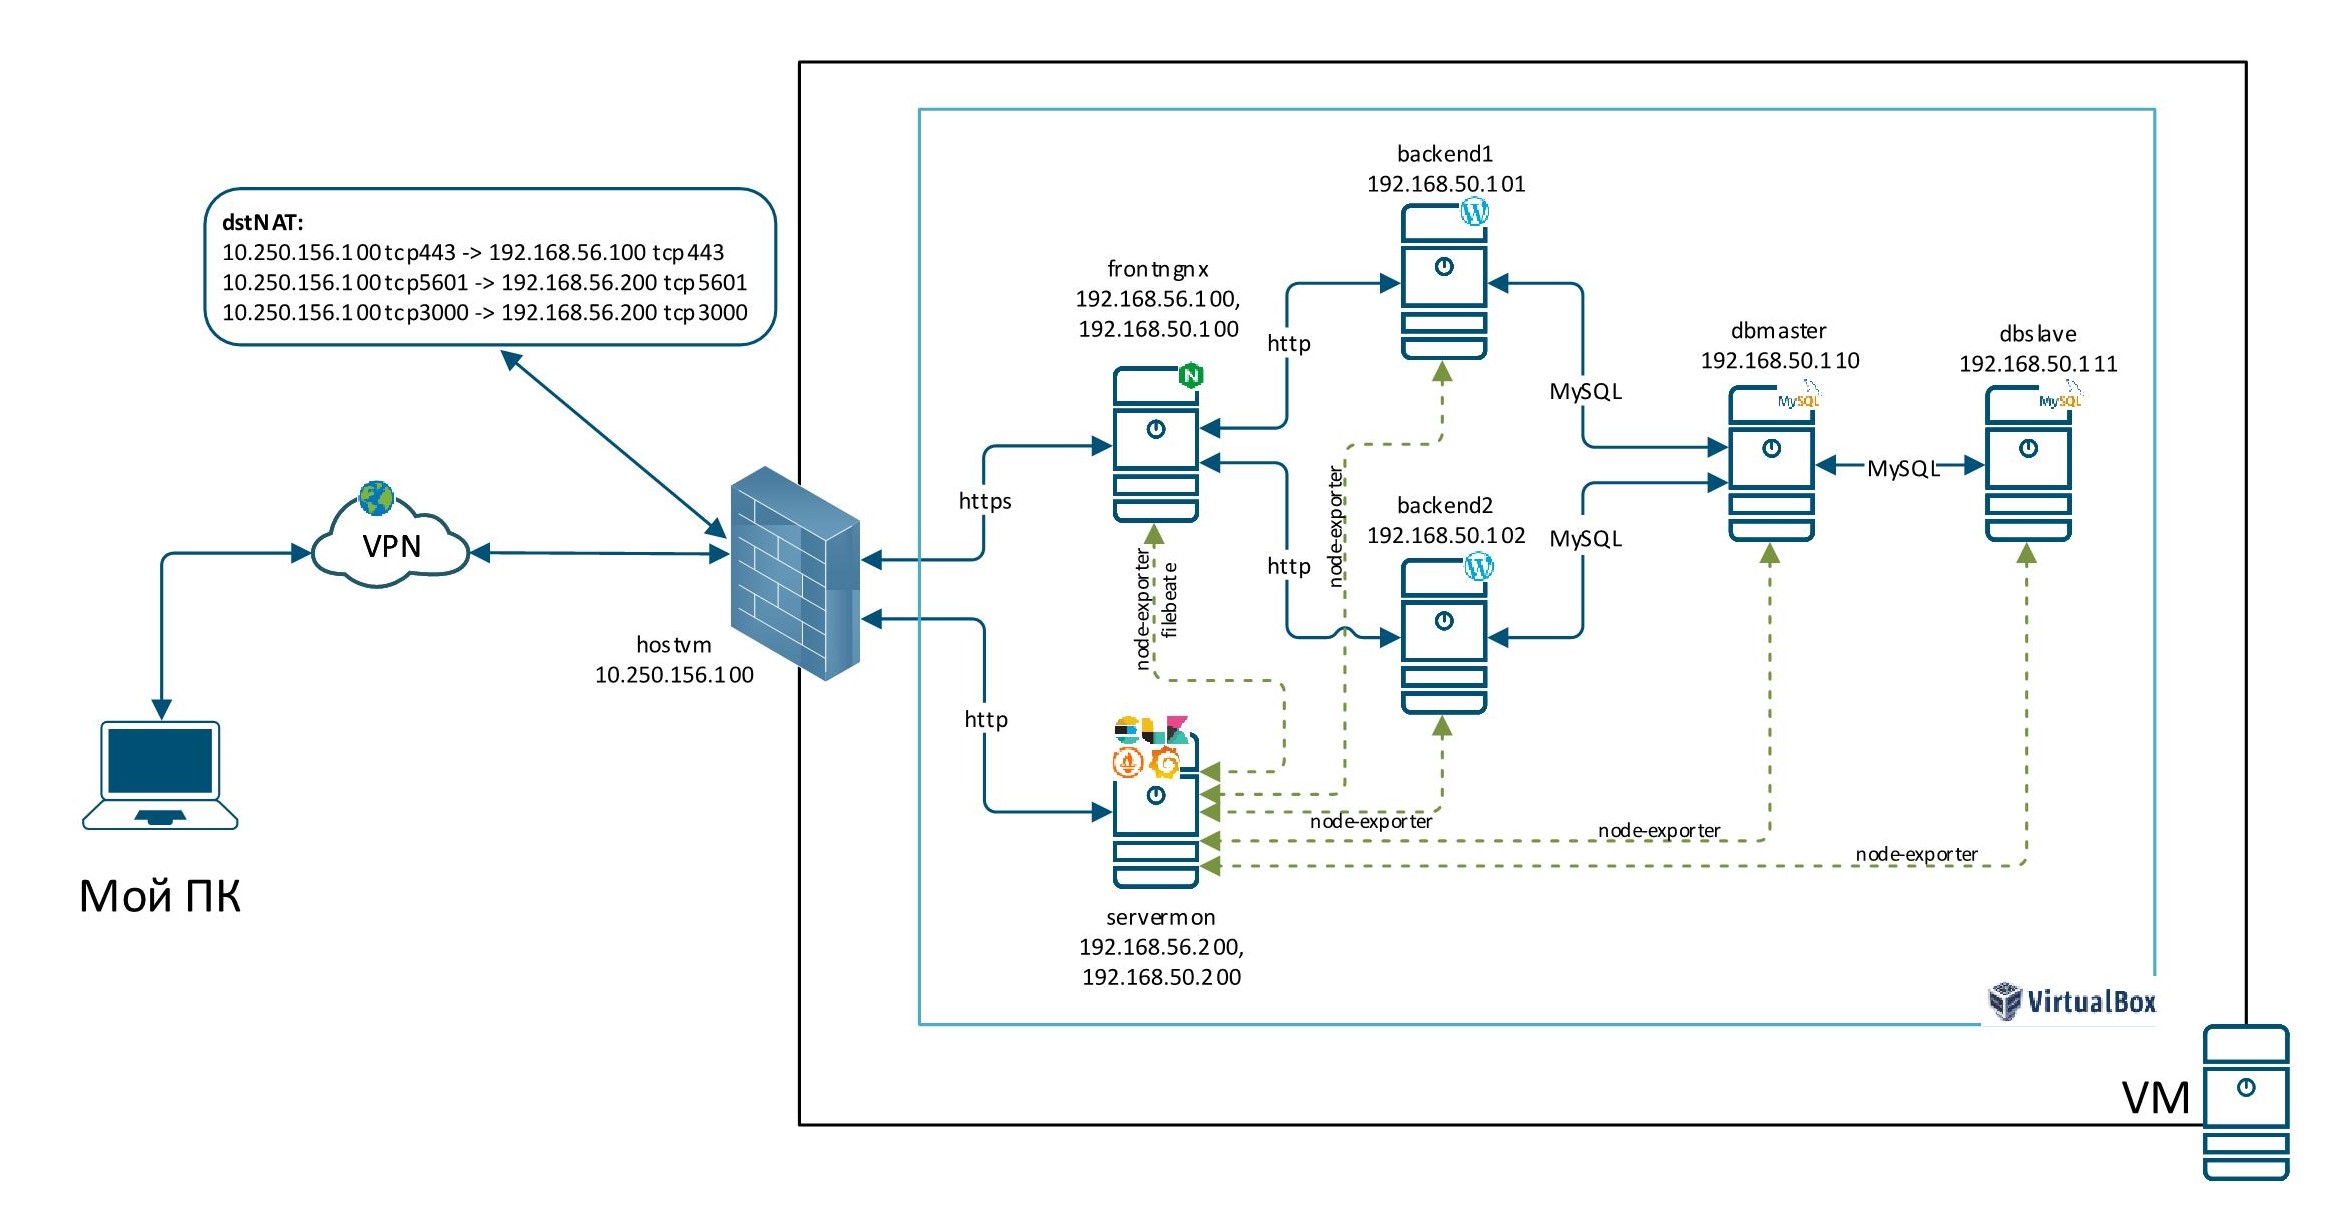 backend1
192.168.50.101
dstNAT:
10.250.156.100 tcp443 -> 192.168.56.100 tcp443
10.250.156.100 tcp5601 -> 192.168.56.200 tcp5601
10.250.156.100 tcp3000 -> 192.168.56.200 tcp3000
frontngnx
192.168.56.100,
192.168.50.100
N
http
dbmaster
192.168.50.110
MySQL
dbslave
192.168.50.111
MySQL
MySQL
MySQL
https
backend2
192.168.50.102
MySQL
http
node-exporter
node-exporter
filebeate
VPN
hostvm
10.250.156.100
http
node-exporter
node-exporter
node-exporter
Мой ПК
servermon
192.168.56.200,
192.168.50.200
VirtualBox
VM